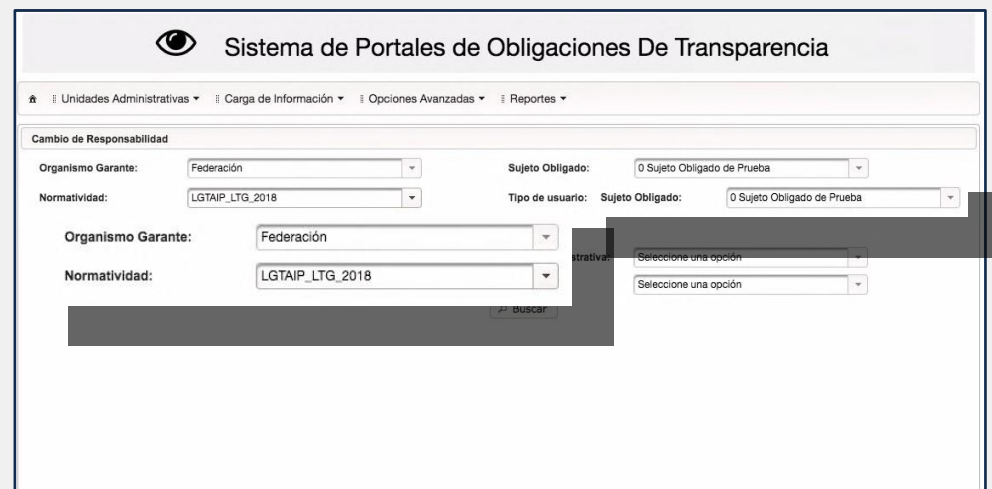 Sistema de Portales de Obligaciones De Transparencia
Unidades Administrativas Carga de Información Opciones Avanzadas Reportes
Cambio de Responsabilidad
Organismo Garante: Federación Sujeto Obligado: 0 Sujeto Obligado de Prueba
Normatividad: LGTAIP_LTG_2018 Tipo de usuario: Sujeto Obligado: 0 Sujeto Obligado de Prueba
Organismo Garante: Federación
strativa: Seleccione una opción
Normatividad: LGTAIP_LTG_2018
Seleccione una opción
Buscar